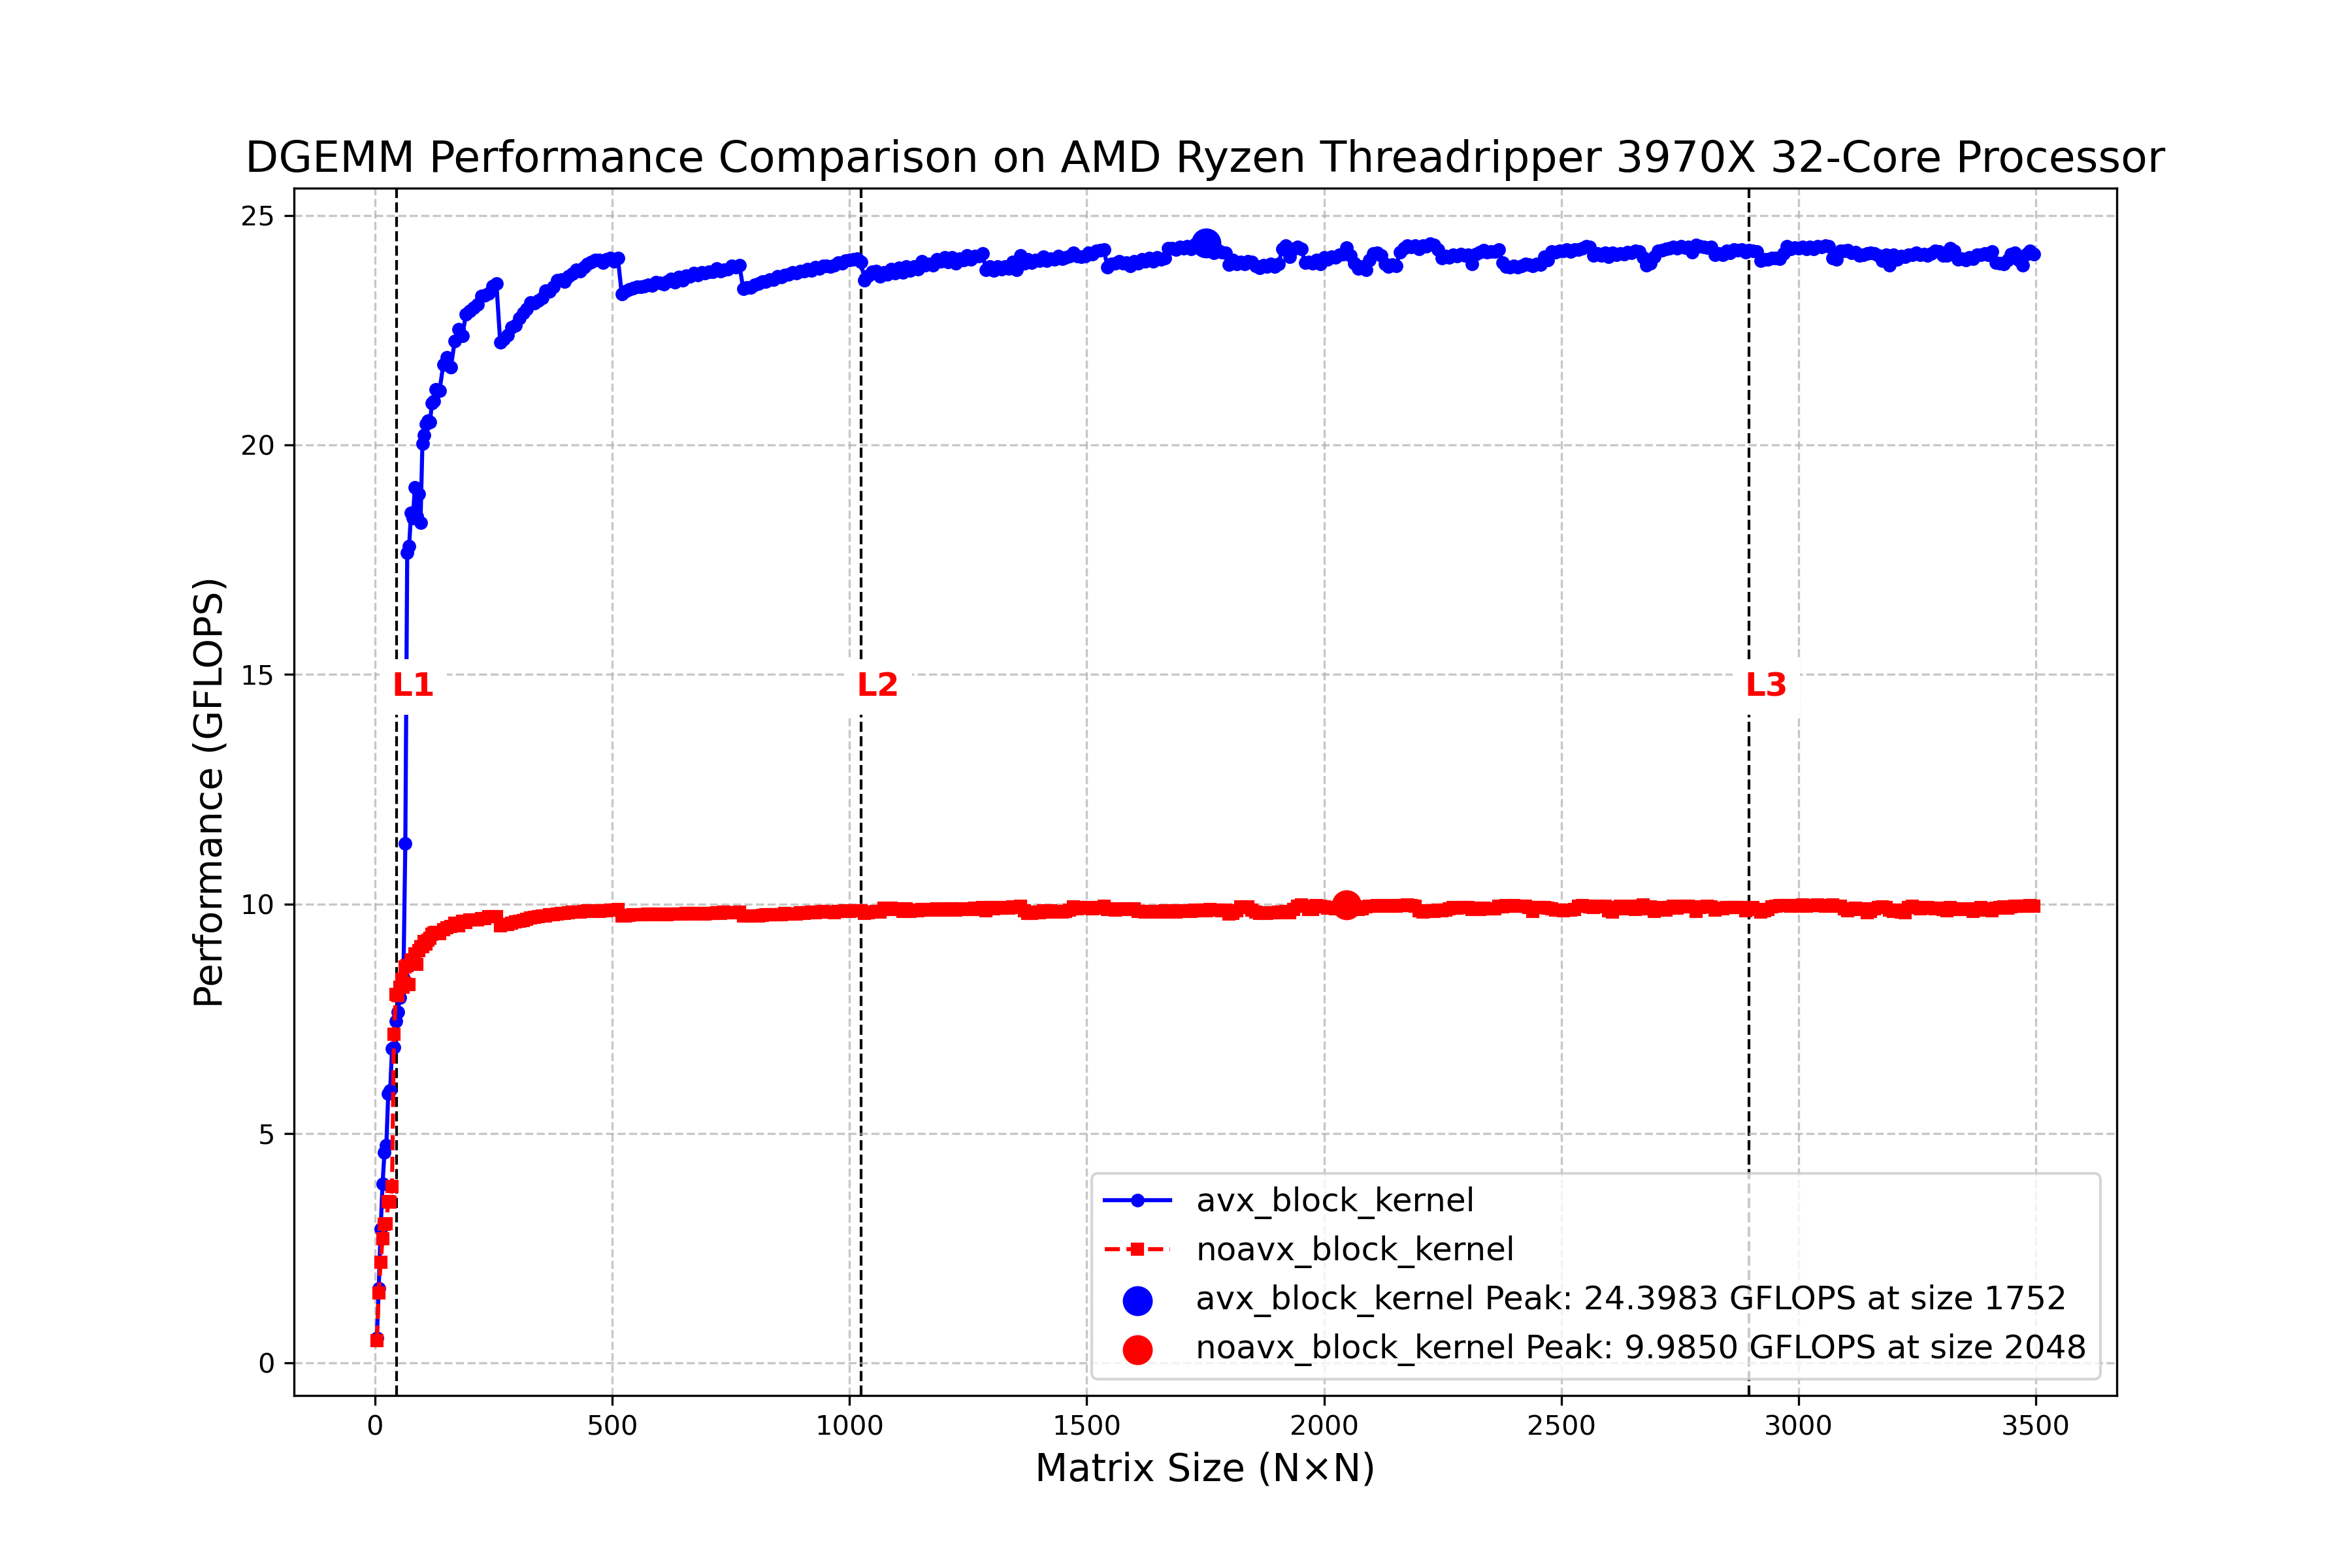 DGEMM Performance Comparison on AMD Ryzen Threadripper 3970X 32-Core Processor
Performance (GFLOPS)
25
20
15
10
5
0
L1
L2
L3
avx_block_kernel
noavx_block_kernel
avx_block_kernel Peak: 24.3983 GFLOPS at size 1752
noavx_block_kernel Peak: 9.9850 GFLOPS at size 2048
0 500 1000 1500 2000 2500 3000 3500
Matrix Size (N×N)